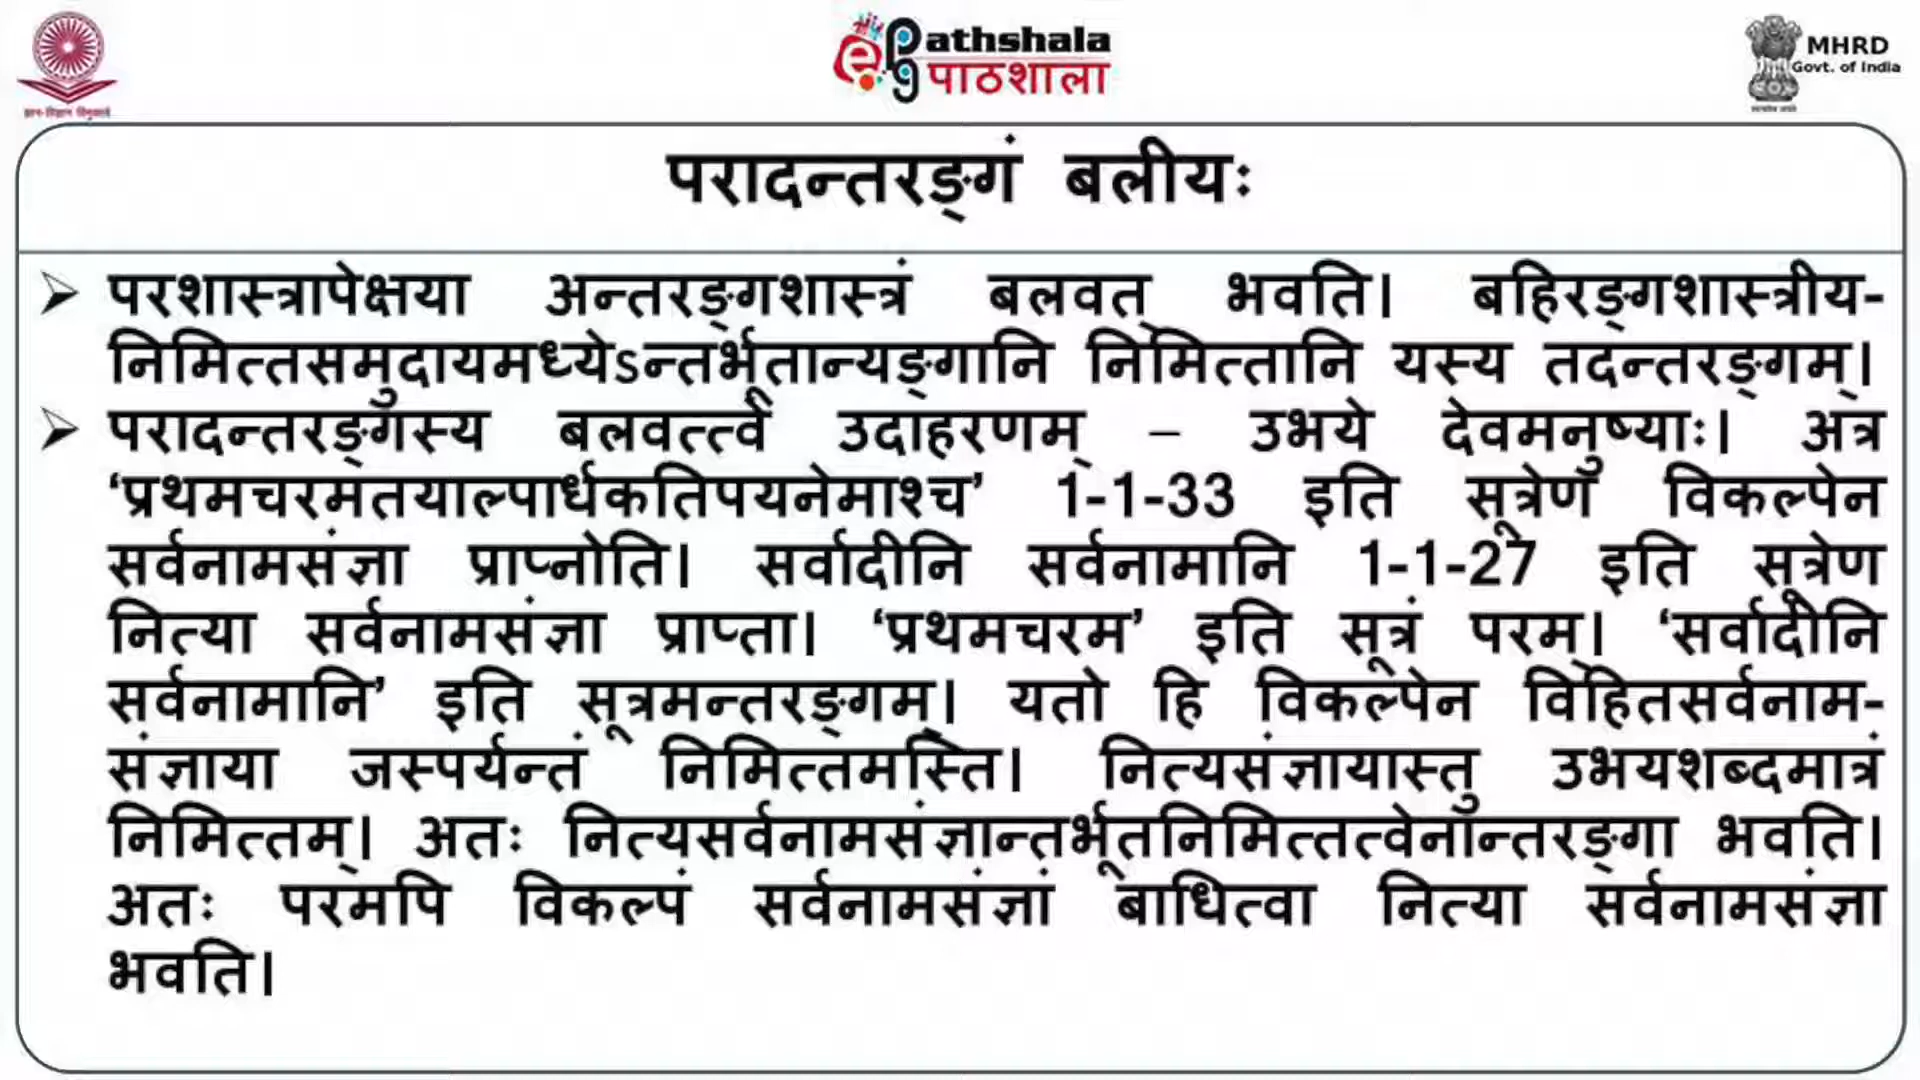 Pathshala
पाठशाला
MHRD
Govt. of India
परादन्तरङ्गं बलीयः
परशास्त्रापेक्षया अन्तरङ्गशास्त्रं बलवत् भवति। बहिरङ्गशास्त्रीय-
निमित्तसमुदायमध्येऽन्तर्भूतान्यङ्गानि निमित्तानि यस्य तदन्तरङ्गम्।
परादन्तरङ्गस्य बलवत्त्वे उदाहरणम् – उभये देवमनुष्याः। अत्र
‘प्रथमचरमतयाल्पार्धकतिपयनेमाश्च’ 1-1-33 इति सूत्रेण विकल्पेन
सर्वनामसंज्ञा प्राप्नोति। सर्वादीनि सर्वनामानि 1-1-27 इति सूत्रेण
नित्या सर्वनामसंज्ञा प्राप्ता। ‘प्रथमचरम’ इति सूत्रं परम्। ‘सर्वादीनि
सर्वनामानि’ इति सूत्रमन्तरङ्गम्। यतो हि विकल्पेन विहितसर्वनाम-
संज्ञाया जस्पर्यन्तं निमित्तमस्ति। नित्यसंज्ञायास्तु उभयशब्दमात्रं
निमित्तम्। अतः नित्यसर्वनामसंज्ञान्तर्भूतनिमित्तत्वेनान्तरङ्गा भवति।
अतः परमपि विकल्पं सर्वनामसंज्ञां बाधित्वा नित्या सर्वनामसंज्ञा
भवति।